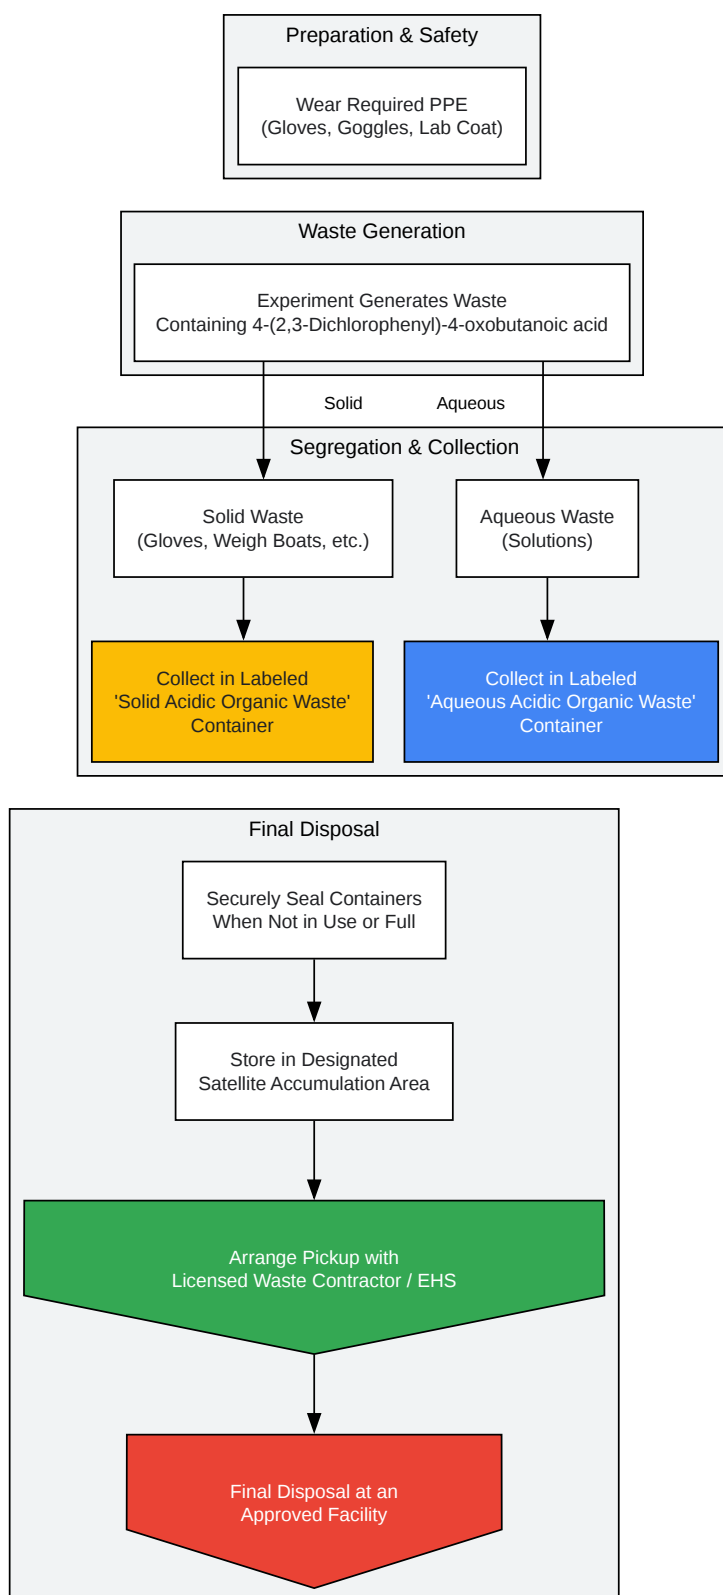 Preparation & Safety
Wear Required PPE
(Gloves, Goggles, Lab Coat)
Waste Generation
Experiment Generates Waste
Containing 4-(2,3-Dichlorophenyl)-4-oxobutanoic acid
Solid
Aqueous
Segregation & Collection
Solid Waste
(Gloves, Weigh Boats, etc.)
Aqueous Waste
(Solutions)
Collect in Labeled
'Solid Acidic Organic Waste'
Container
Collect in Labeled
'Aqueous Acidic Organic Waste'
Container
Final Disposal
Securely Seal Containers
When Not in Use or Full
Store in Designated
Satellite Accumulation Area
Arrange Pickup with
Licensed Waste Contractor / EHS
Final Disposal at an
Approved Facility